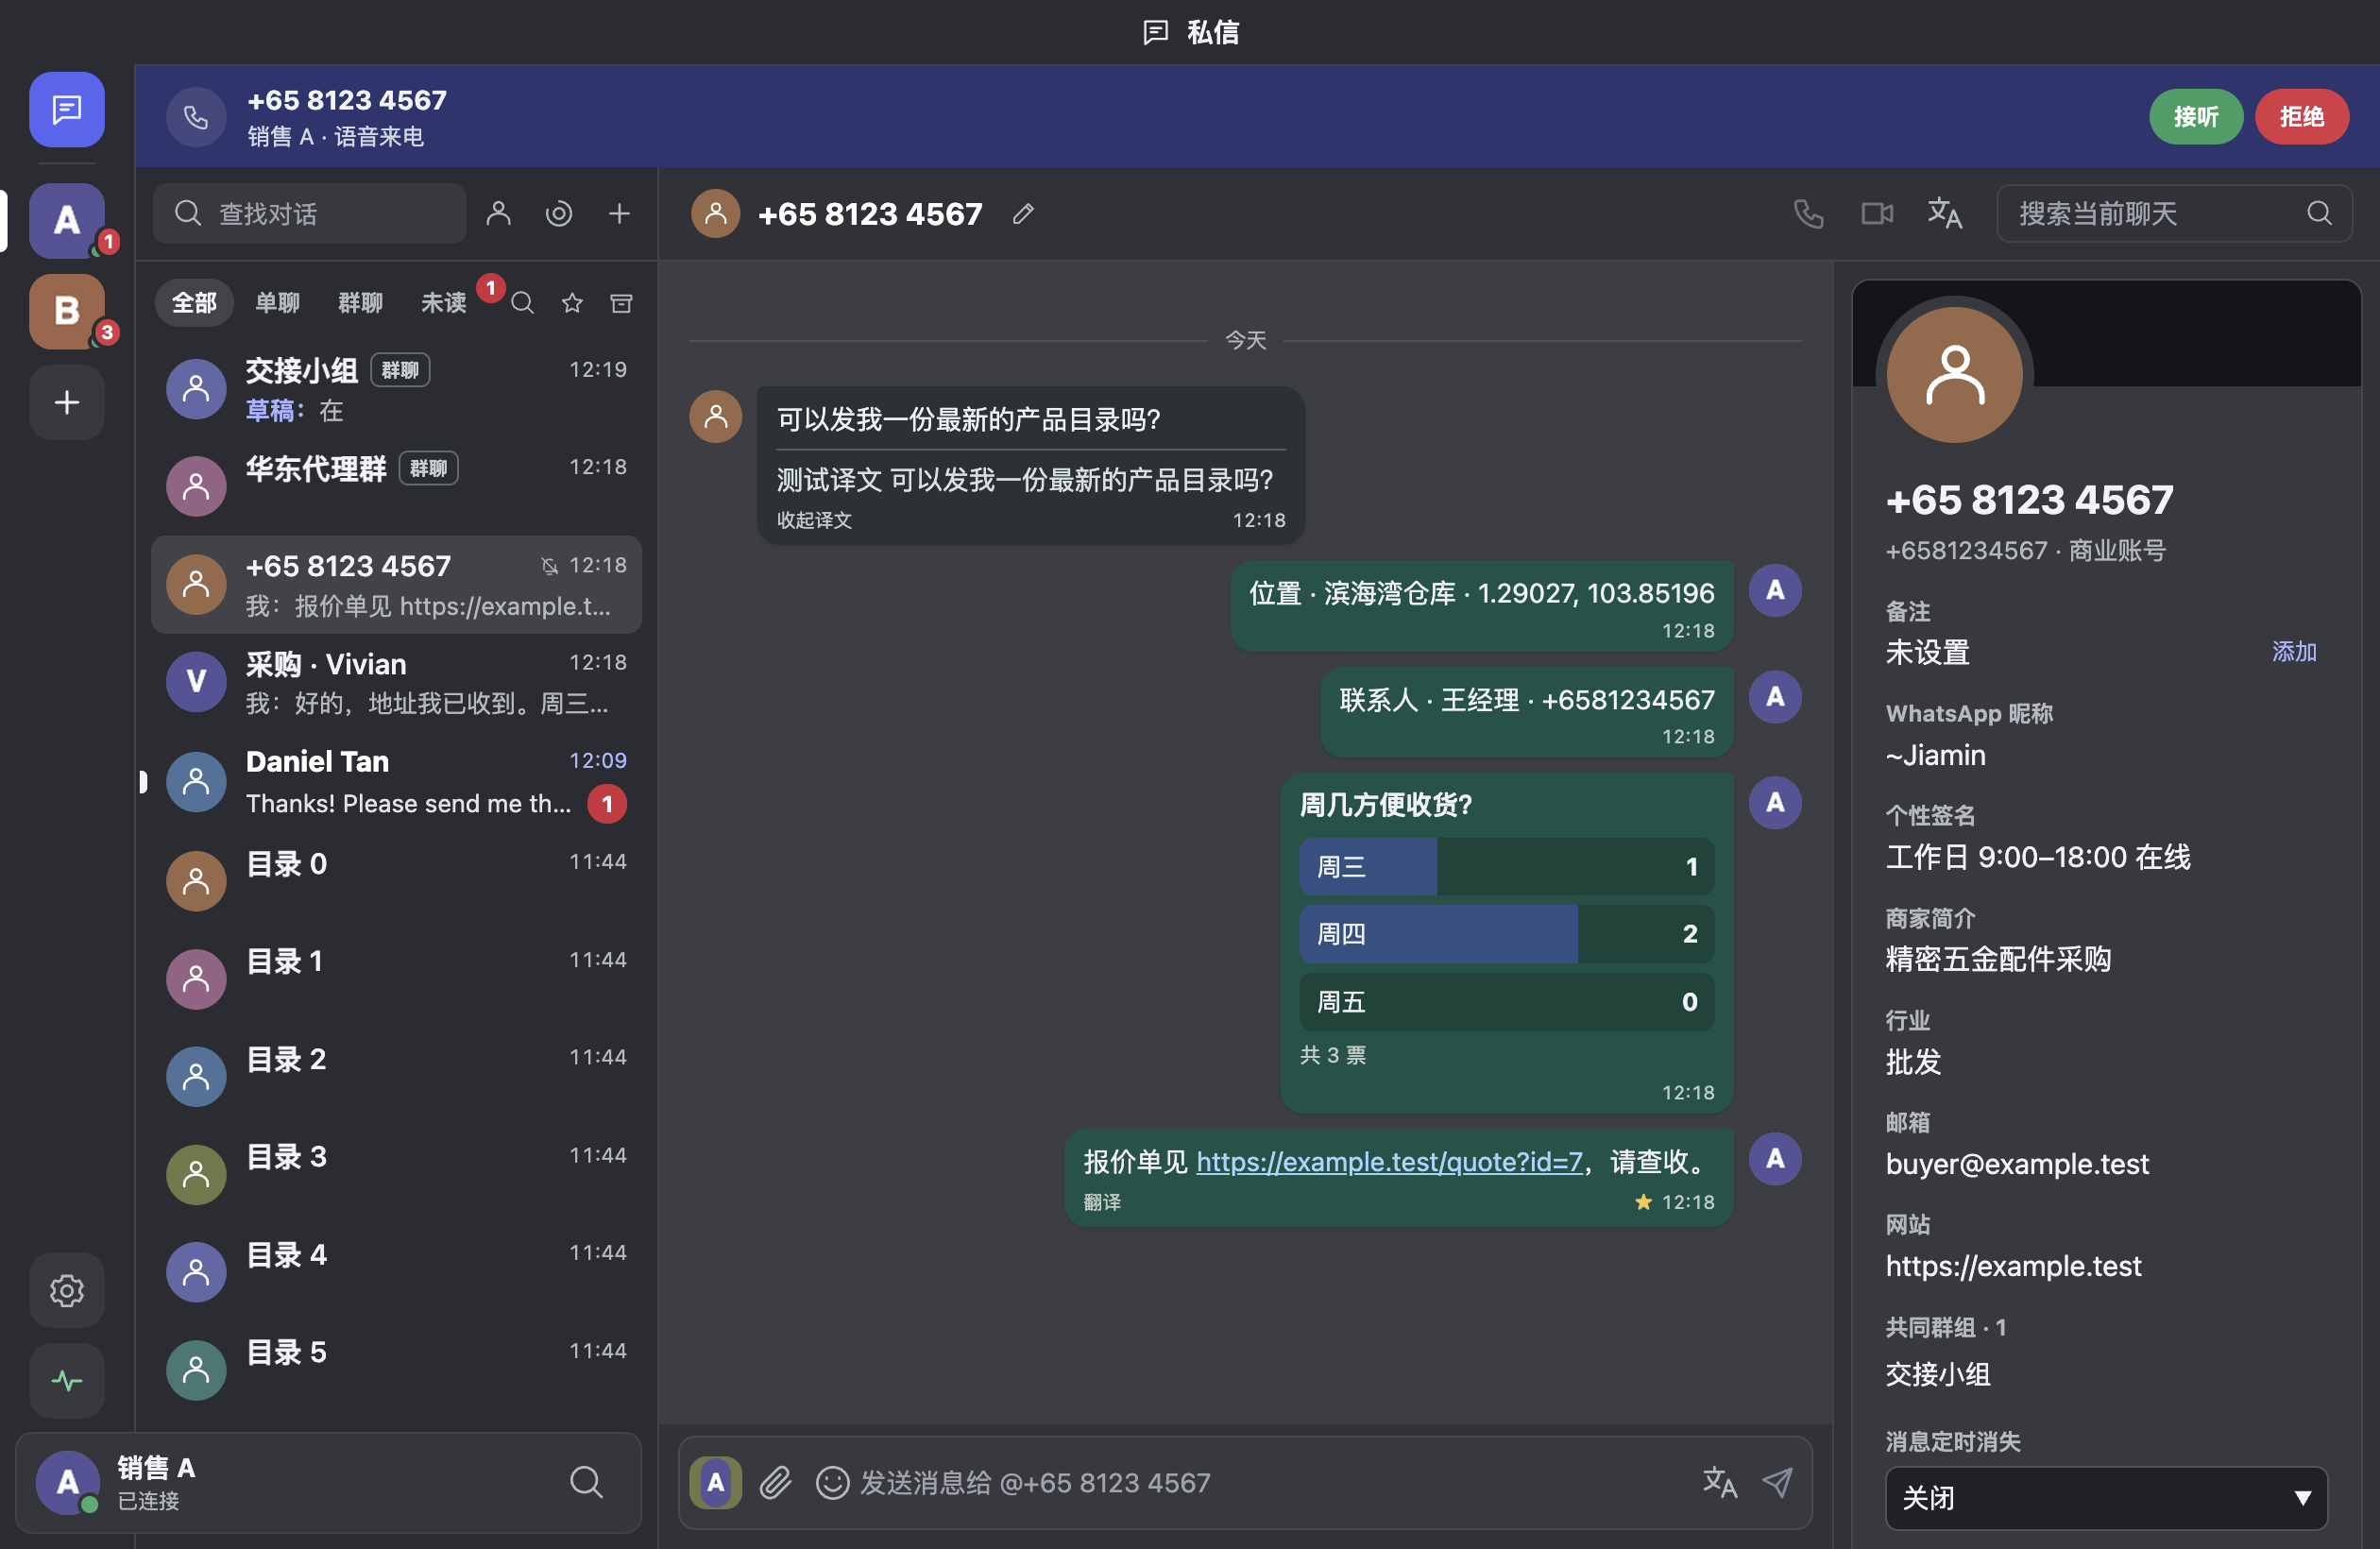 私信
+65 8123 4567
销售 A · 语音来电
接听
拒绝
A
1
B
3
查找对话
全部
单聊
群聊
未读
1
交接小组 群聊 12:19
草稿：在
华东代理群 群聊 12:18
+65 8123 4567 12:18
我：报价单见 https://example.t...
V
采购 · Vivian 12:18
我：好的，地址我已收到。周三...
Daniel Tan 12:09
Thanks! Please send me th... 1
目录 0 11:44
目录 1 11:44
目录 2 11:44
目录 3 11:44
目录 4 11:44
目录 5 11:44
A
销售 A
已连接
+65 8123 4567
搜索当前聊天
今天
可以发我一份最新的产品目录吗？
测试译文 可以发我一份最新的产品目录吗？
收起译文 12:18
位置 · 滨海湾仓库 · 1.29027, 103.85196
12:18
A
联系人 · 王经理 · +6581234567
12:18
A
周几方便收货？
周三 1
周四 2
周五 0
共 3 票
12:18
A
报价单见 https://example.test/quote?id=7，请查收。
翻译 12:18
A
A
发送消息给 @+65 8123 4567
+65 8123 4567
+6581234567 · 商业账号
备注
未设置 添加
WhatsApp 昵称
~Jiamin
个性签名
工作日 9:00–18:00 在线
商家简介
精密五金配件采购
行业
批发
邮箱
buyer@example.test
网站
https://example.test
共同群组 · 1
交接小组
消息定时消失
关闭